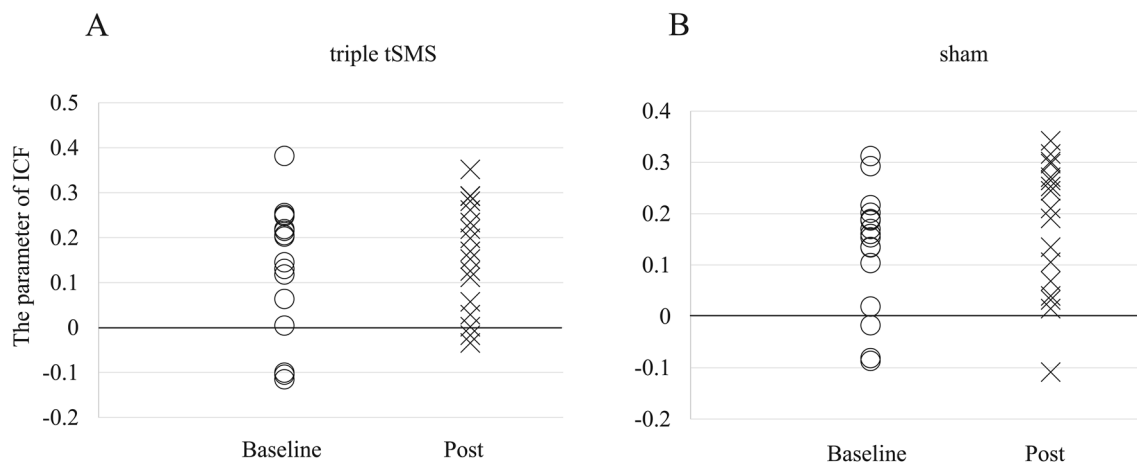 A
triple tSMS
The parameter of ICF
0.5
0.4
0.3
0.2
0.1
0
-0.1
-0.2
Baseline
Post
B
sham
0.4
0.3
0.2
0.1
0
-0.1
-0.2
Baseline
Post